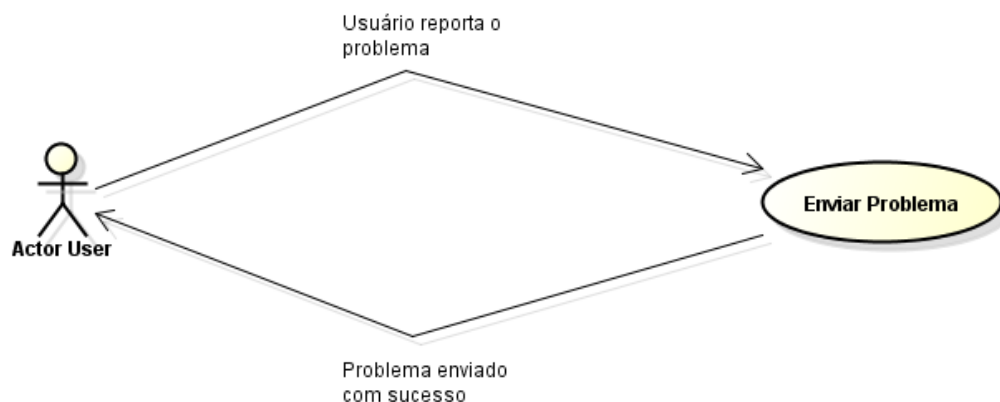 Usuário reporta o
problema
Actor User
Enviar Problema
Problema enviado
com sucesso